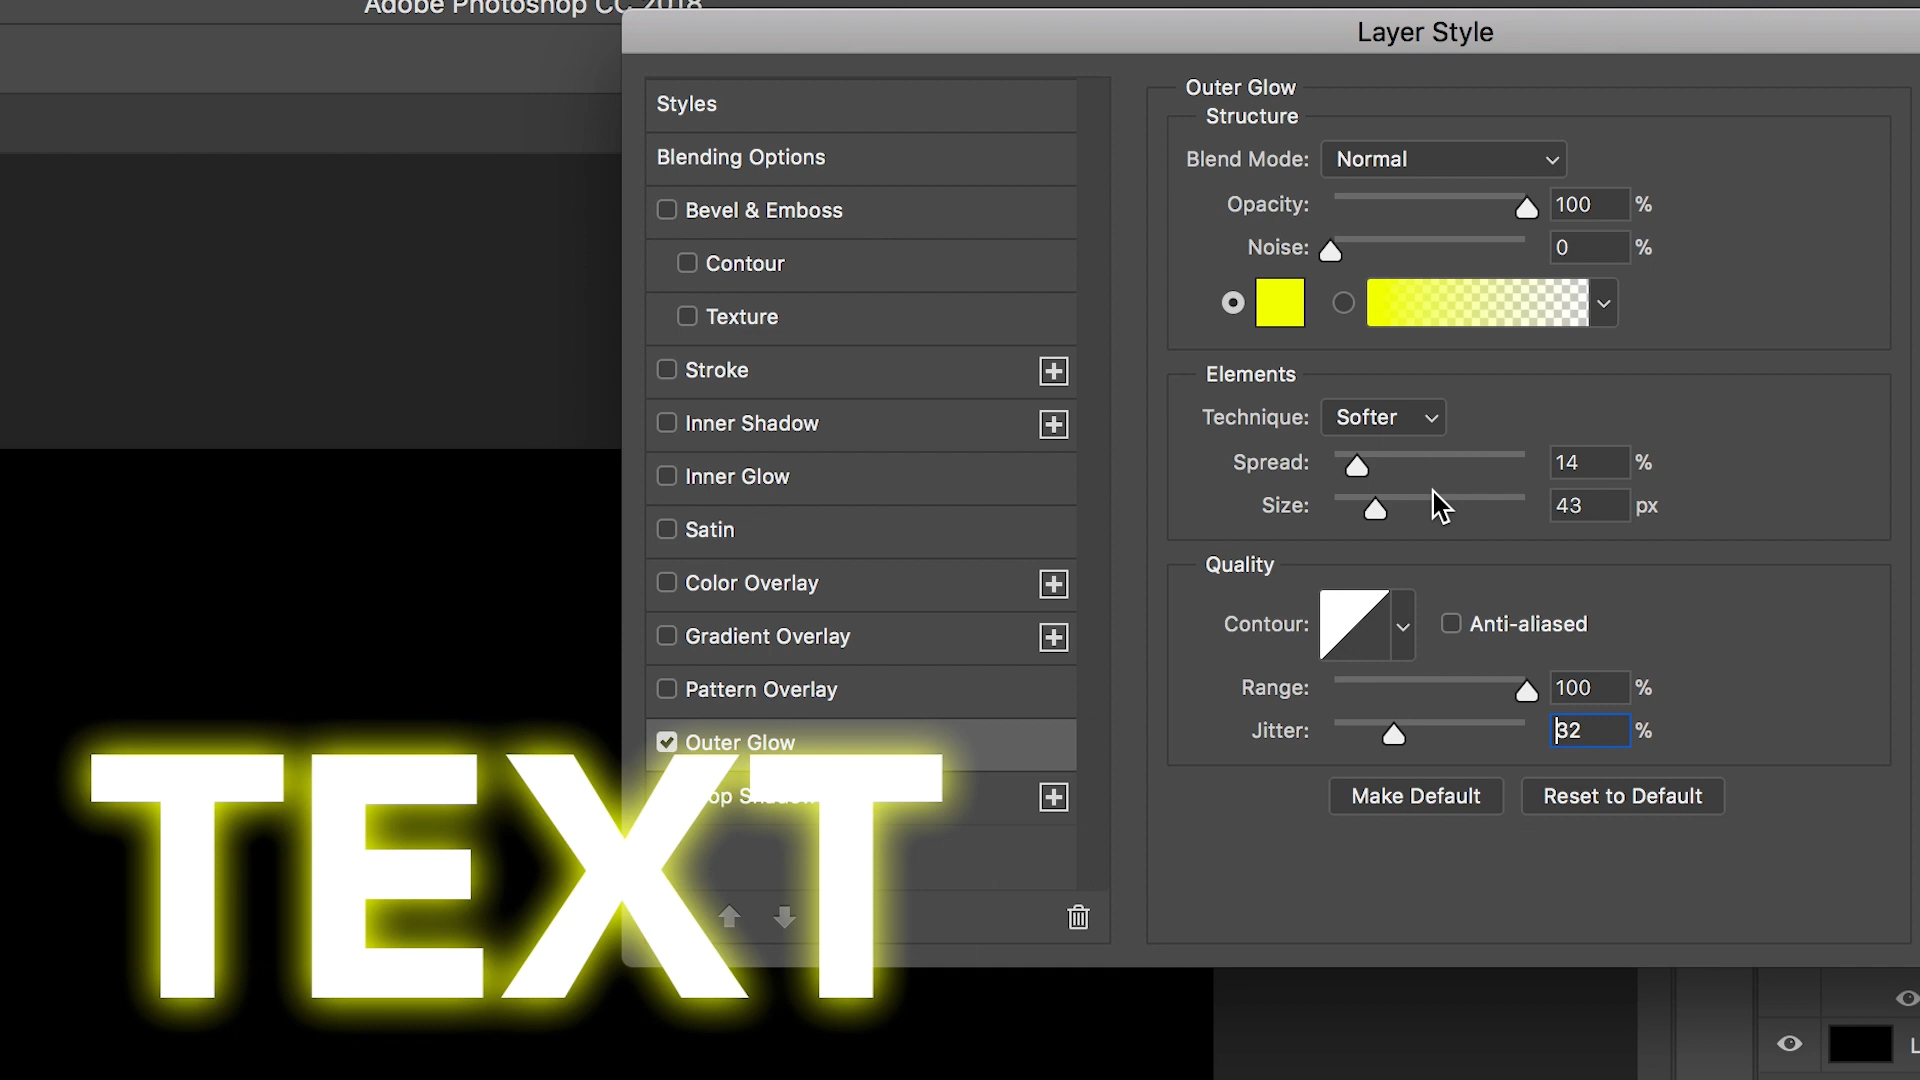 Adobe Photoshop CC 2018
Layer Style
Styles
Blending Options
Bevel & Emboss
Contour
Texture
Stroke
Inner Shadow
Inner Glow
Satin
Color Overlay
Gradient Overlay
Pattern Overlay
Outer Glow
Outer Glow
Structure
Blend Mode: Normal
Opacity: 100 %
Noise: 0 %
Elements
Technique: Softer
Spread: 14 %
Size: 43 px
Quality
Contour: Anti-aliased
Range: 100 %
Jitter: 32 %
Make Default Reset to Default
TEXT